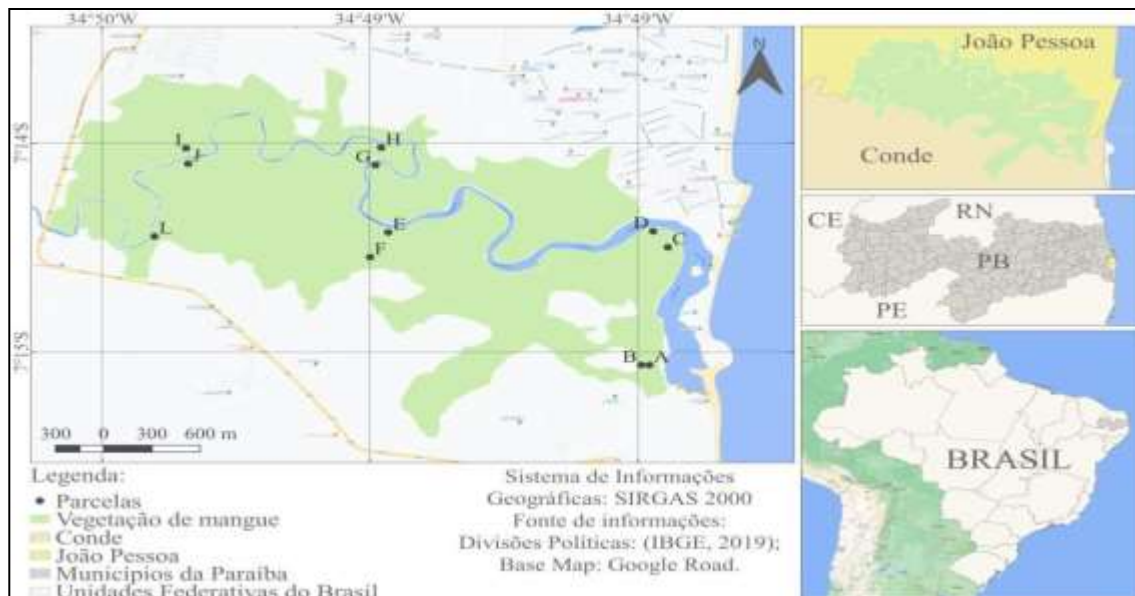 34°50'W
34°49'W
34°49'W
N
7°14'S
7°15'S
I
J
H
G
L
E
F
D
C
B
A
300 0 300 600 m
João Pessoa
Conde
CE
RN
PB
PE
BRASIL
Legenda:
Parcelas
Vegetação de mangue
Conde
João Pessoa
Municípios da Paraíba
Unidades Federativas do Brasil
Sistema de Informações
Geográficas: SIRGAS 2000
Fonte de informações:
Divisões Políticas: (IBGE, 2019);
Base Map: Google Road.